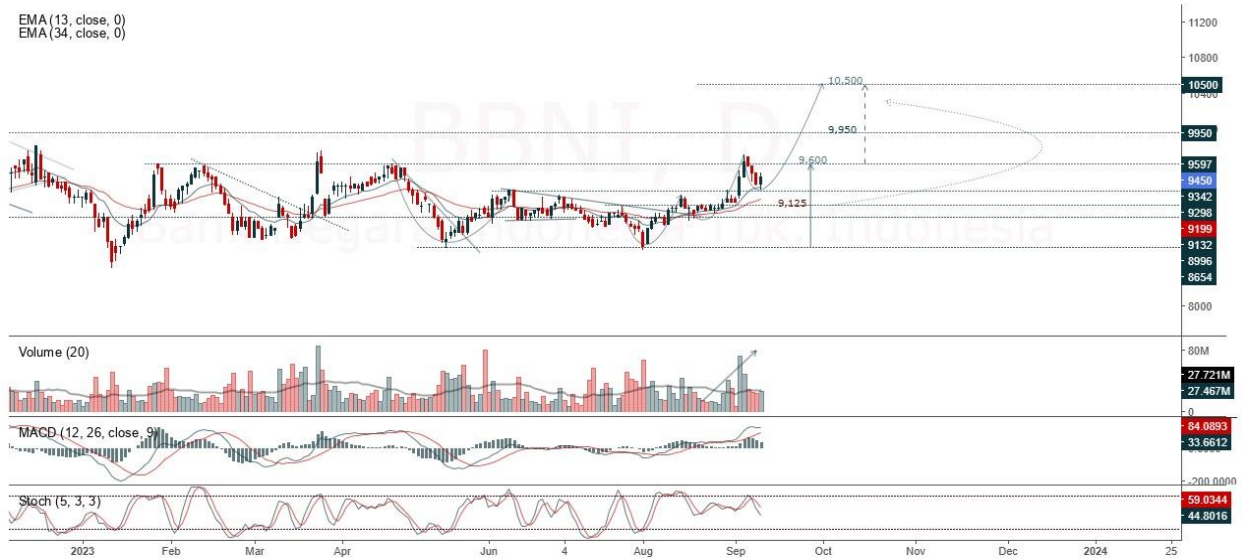 EMA (13, close, 0)
EMA (34, close, 0)
BBNI, D
11200
10800
10,500
10500
10400
9,950
9950
9,600
9597
9450
9342
9,125
9298
9199
9132
8996
8654
8000
Volume (20)
80M
27.721M
27.467M
0
MACD (12, 26, close, 9)
84.0893
33.6612
-200.0000
Stoch (5, 3, 3)
59.0344
44.8016
2023
Feb
Mar
Apr
Jun
4
Aug
Sep
Oct
Nov
Dec
2024
25